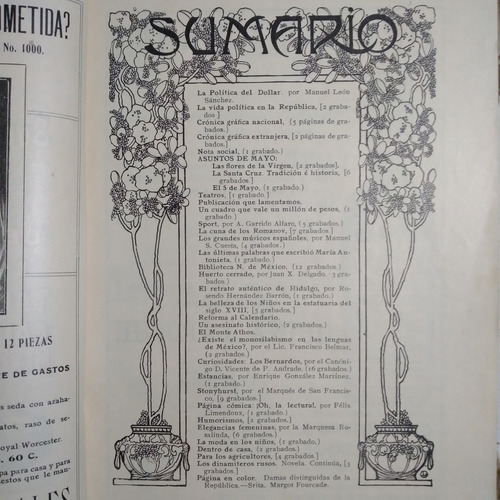 OMETIDA?
No. 1000.
12 PIEZAS
E DE GASTOS
s seda con azaba-
atos, raso de se-
oyal Worcester.
. 60 C.
pa para casa y para
estos que le man-
SUMARIO
La Política del Dollar. por Manuel León
Sánchez.
La vida política en la República, [2 graba-
dos ]
Crónica gráfica nacional, (5 páginas de gra-
bados.
Crónica gráfica extranjera, [2 páginas de gra-
bados.
Nota social, (1 grabado.)
ASUNTOS DE MAYO:
Las flores de la Virgen, [2 grabados],
La Santa Cruz. Tradición é historia, [6
grabados]
El 5 de Mayo, (1 grabado.)
Teatros, [1 grabado ]
Publicación que lamentamos.
Un cuadro que vale un millón de pesos, (1
grabado.)
Sport, por A. Garrido Alfaro, (5 grabados.)
La cuna de los Romanov, [7 grabados]
Los grandes músicos españoles, por Manuel
S. Cuesta, (4 grabados.)
Las últimas palabras que escribió María An-
tonieta, (1 grabado.)
Biblioteca N. de México, (12 grabados.)
Huerto cerrado, por Juan X. Delgado. (3 gra-
bados.)
El retrato auténtico de Hidalgo, por Ro-
sendo Hernández Barrón, (1 grabado.)
La belleza de los Niños en la estatuaria del
siglo XVIII, [5 grabados]
Reforma al Calendario.
Un asesinato histórico, [2 grabados.)
El Monte Athos.
¿Existe el monosilabismo en las lenguas
de México?, por el Lic. Francisco Belmar,
(2 grabados.)
Curiosidades: Los Bernardos, por el Canóni-
go D. Vicente de P. Andrade, (16 grabados.)
Estancias, por Enrique González Martínez,
(1 grabado.)
Stonyhurst, por el Marqués de San Francis-
co, [9 grabados.]
Página cómica: ¡Oh, la lectura!, por Félix
Limendoux, (1 grabado.)
Humorismos, [2 grabados.]
Elegancias femeninas, por la Marquesa Ro-
salinda, (6 grabados.)
La moda en los niños, (1 grabado.)
Dentro de casa, (1 grabado.)
Para los agricultores, [4 grabados]
Los dinamiteros rusos. Novela. Continúa, [3
grabados]
Página en color. Damas distinguidas de la
República.—Srita. Margot Fourcade.